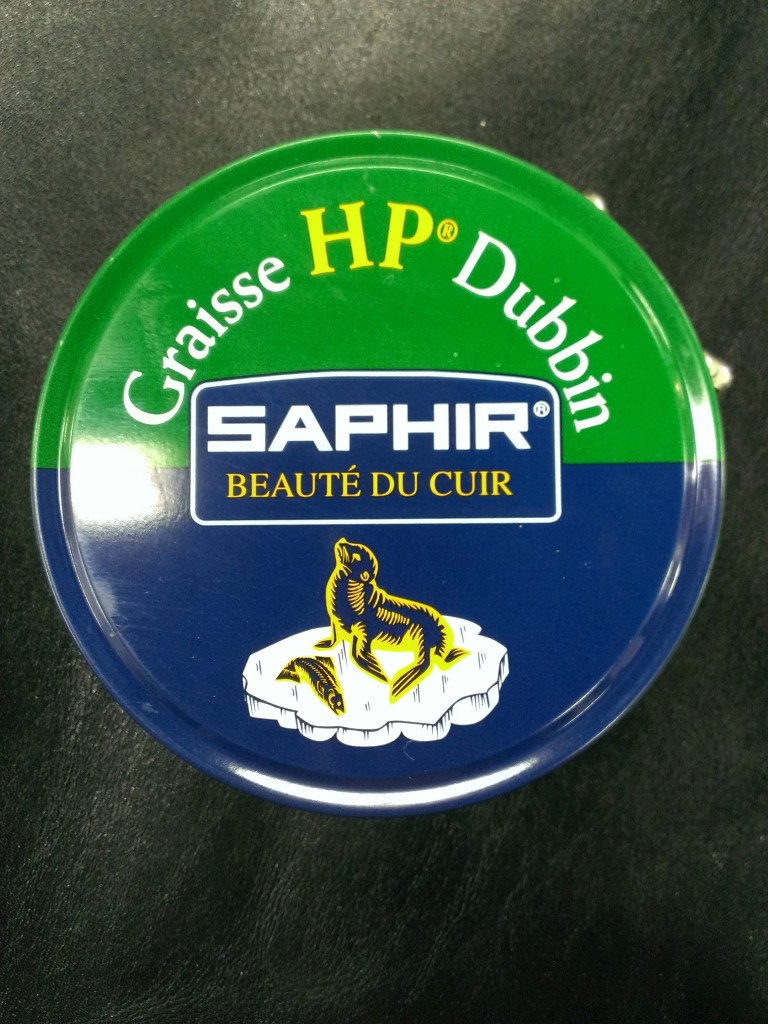 Graisse HP® Dubbin
SAPHIR®
BEAUTÉ DU CUIR